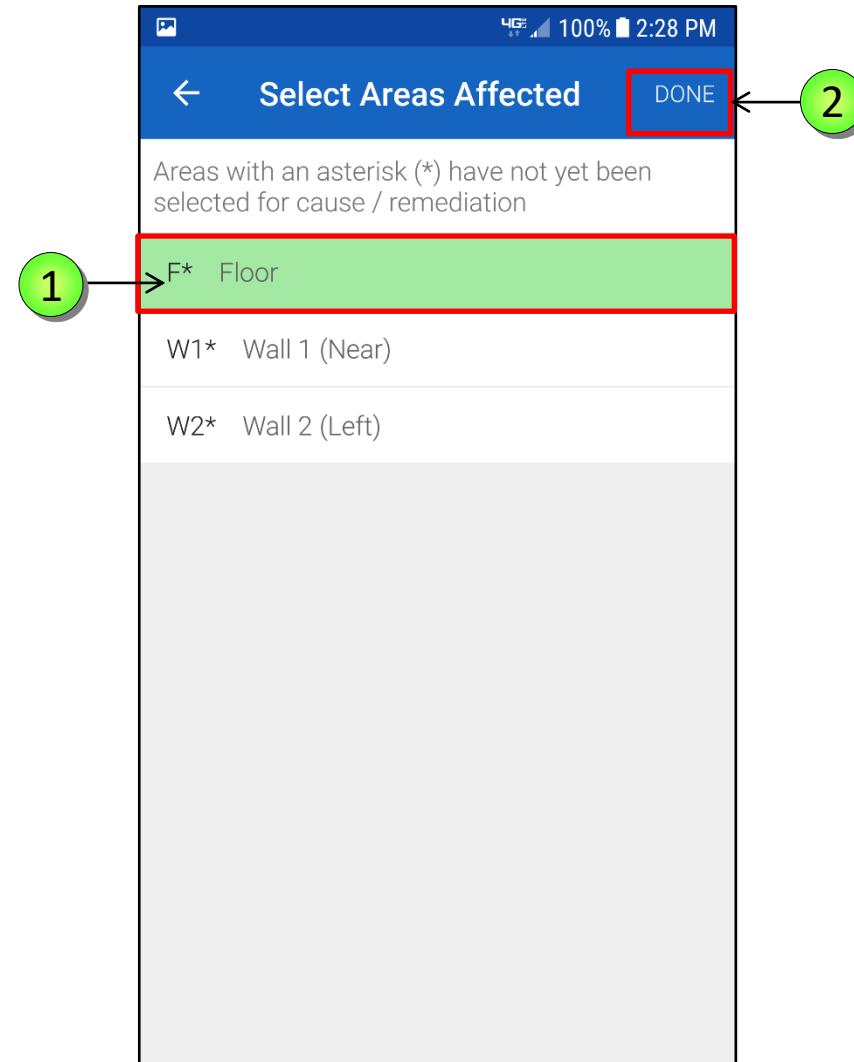 4G 100% 2:28 PM
Select Areas Affected DONE
2
Areas with an asterisk (*) have not yet been
selected for cause / remediation
1
F* Floor
W1* Wall 1 (Near)
W2* Wall 2 (Left)